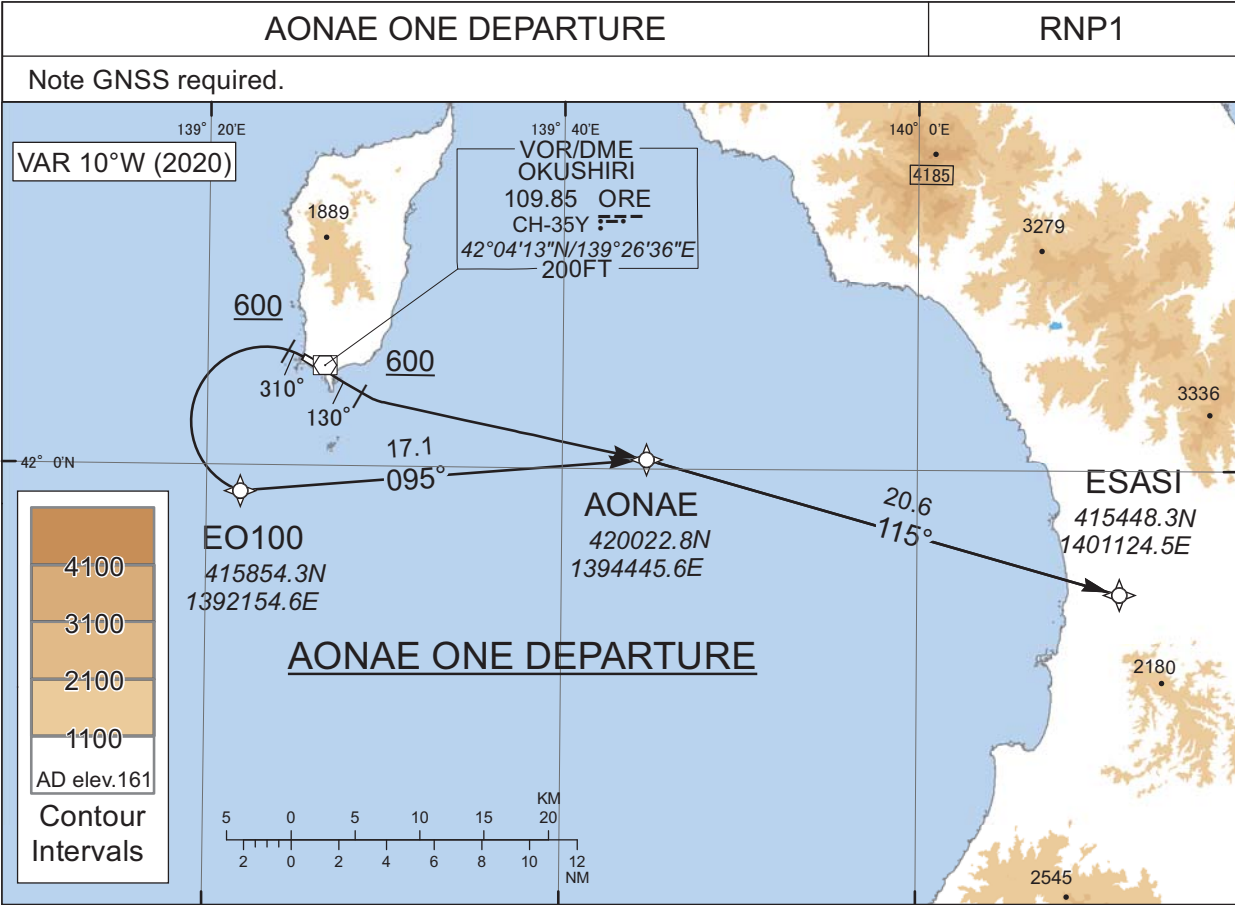 AONAE ONE DEPARTURE
RNP1
Note GNSS required.
139° 20'E
139° 40'E
140° 0'E
VAR 10°W (2020)
VOR/DME
OKUSHIRI
109.85 ORE
CH-35Y
42°04'13"N/139°26'36"E
200FT
4185
1889
3279
600
600
310°
130°
3336
42° 0'N
17.1
095°
EO100
415854.3N
1392154.6E
AONAE
420022.8N
1394445.6E
20.6
115°
ESASI
415448.3N
1401124.5E
AONAE ONE DEPARTURE
2180
4100
3100
2100
1100
AD elev.161
Contour
Intervals
KM
5 0 5 10 15 20
2 0 2 4 6 8 10 12
NM
2545